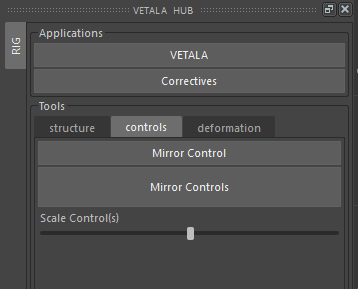 VETALA HUB
RIG
Applications
VETALA
Correctives
Tools
structure controls deformation
Mirror Control
Mirror Controls
Scale Control(s)